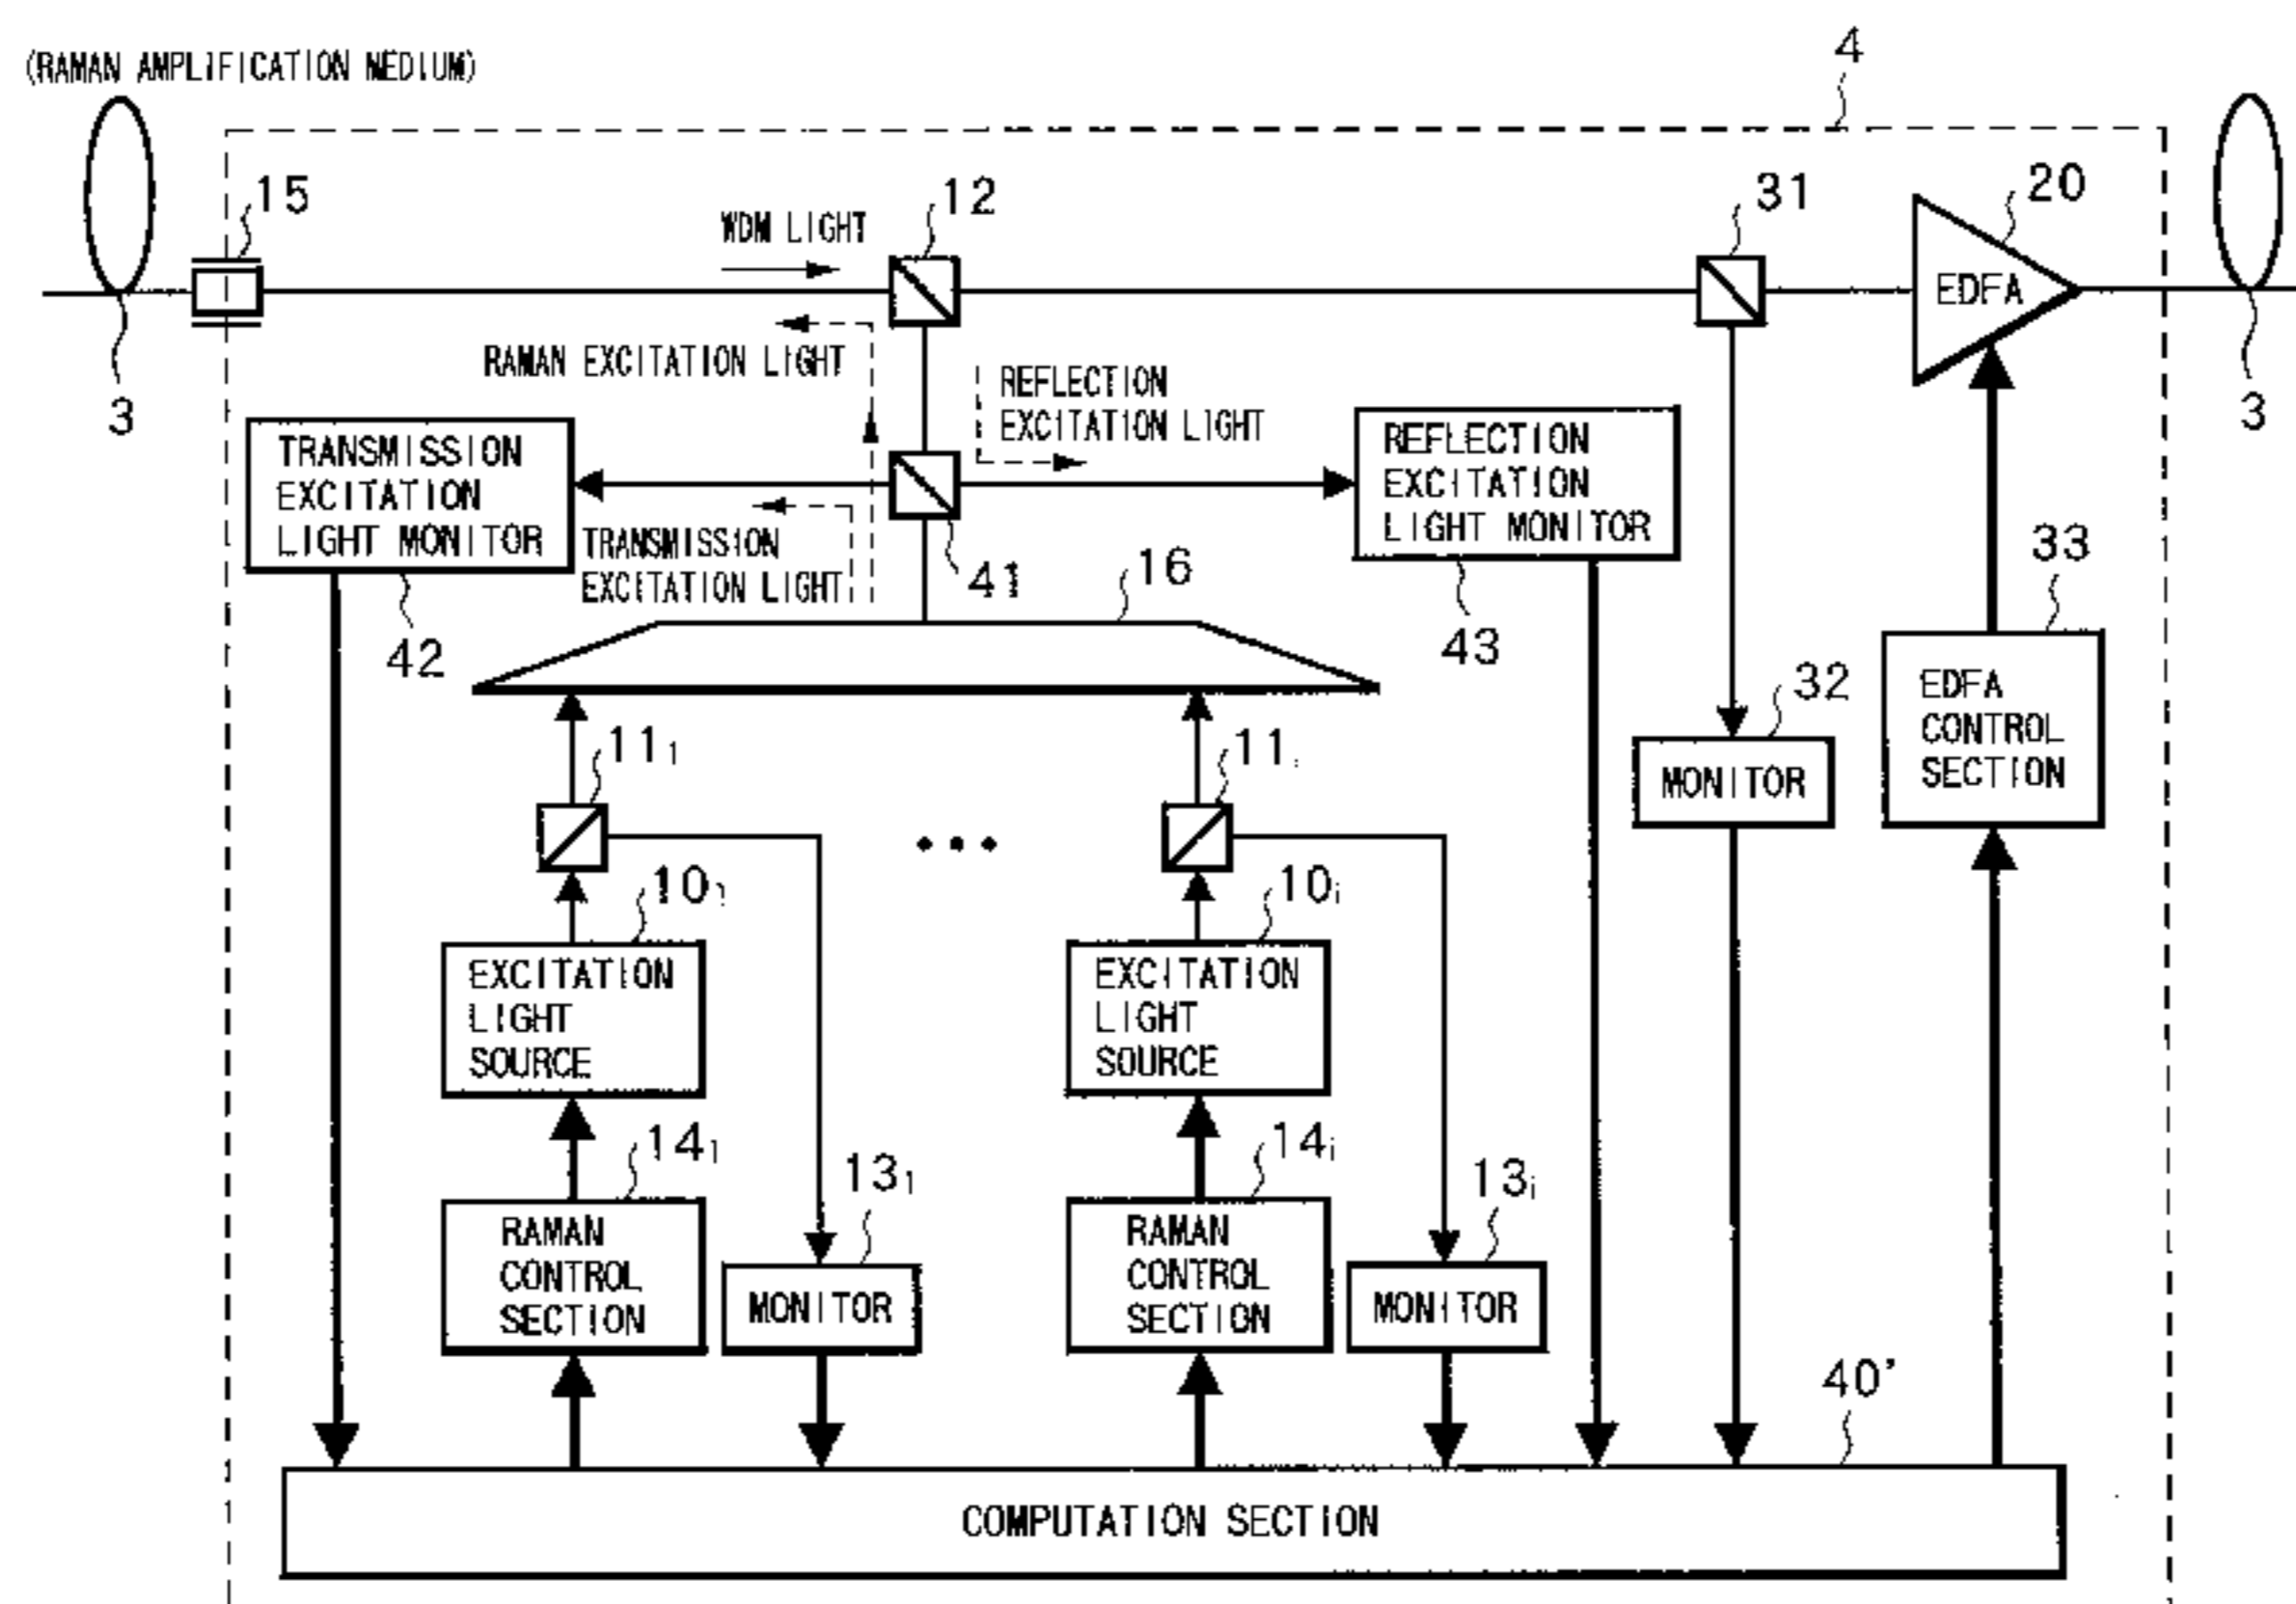 4
(RAMAN AMPLIFICATION MEDIUM)
15
WDM LIGHT
12
31
20
EDFA
RAMAN EXCITATION LIGHT
REFLECTION
EXCITATION LIGHT
3
3
TRANSMISSION
EXCITATION
LIGHT MONITOR
REFLECTION
EXCITATION
LIGHT MONITOR
TRANSMISSION
EXCITATION LIGHT
41
16
42
43
33
EDFA
CONTROL
SECTION
32
MONITOR
11₁
11ᵢ
• • •
10₁
10ᵢ
EXCITATION
LIGHT
SOURCE
EXCITATION
LIGHT
SOURCE
14₁
13₁
14ᵢ
13ᵢ
RAMAN
CONTROL
SECTION
MONITOR
RAMAN
CONTROL
SECTION
MONITOR
40'
COMPUTATION SECTION